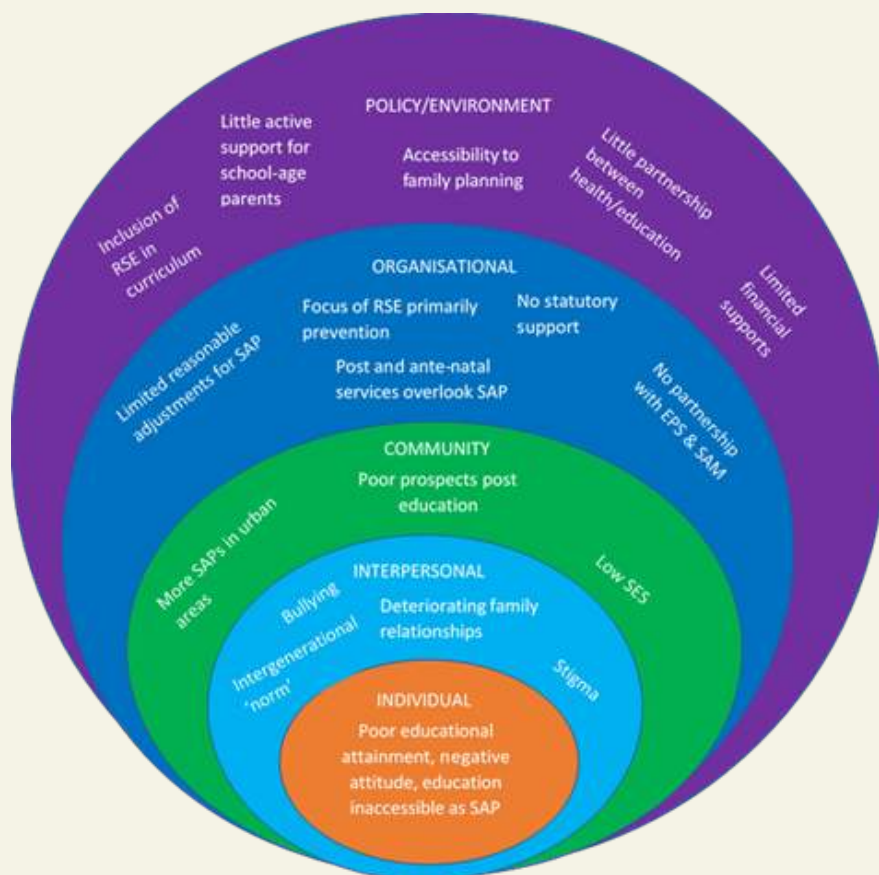 POLICY/ENVIRONMENT
Little active
support for
school-age
parents
Accessibility to
family planning
Little partnership
between
health/education
Inclusion of
RSE in
curriculum
Limited
financial
supports
ORGANISATIONAL
Focus of RSE primarily
prevention
No statutory
support
Limited reasonable
adjustments for SAP
Post and ante-natal
services overlook SAP
No partnership
with EPS & SAM
COMMUNITY
Poor prospects post
education
More SAPs in urban
areas
Low SES
INTERPERSONAL
Bullying
Deteriorating family
relationships
Intergenerational
'norm'
Stigma
INDIVIDUAL
Poor educational
attainment, negative
attitude, education
inaccessible as SAP